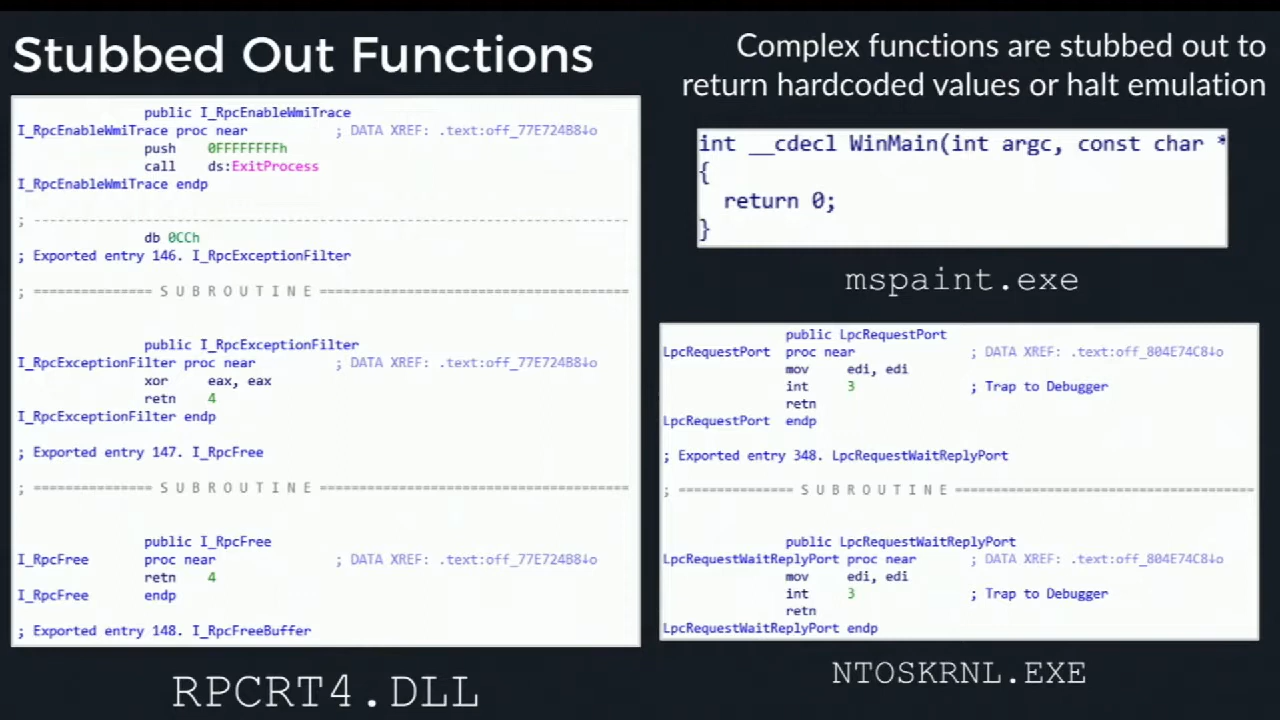 Stubbed Out Functions
public I_RpcEnableWmiTrace
I_RpcEnableWmiTrace proc near ; DATA XREF: .text:off_77E724B8↓o
push 0FFFFFFFFh
call ds:ExitProcess
I_RpcEnableWmiTrace endp
; ---------------------------------------------------------------------------
db 0CCh
; Exported entry 146. I_RpcExceptionFilter
; =============== S U B R O U T I N E =======================================
public I_RpcExceptionFilter
I_RpcExceptionFilter proc near ; DATA XREF: .text:off_77E724B8↓o
xor eax, eax
retn 4
I_RpcExceptionFilter endp
; Exported entry 147. I_RpcFree
; =============== S U B R O U T I N E =======================================
public I_RpcFree
I_RpcFree proc near ; DATA XREF: .text:off_77E724B8↓o
retn 4
I_RpcFree endp
; Exported entry 148. I_RpcFreeBuffer
RPCRT4.DLL
Complex functions are stubbed out to
return hardcoded values or halt emulation
int __cdecl WinMain(int argc, const char *
{
return 0;
}
mspaint.exe
public LpcRequestPort
LpcRequestPort proc near ; DATA XREF: .text:off_804E74C8↓o
mov edi, edi
int 3 ; Trap to Debugger
retn
LpcRequestPort endp
; Exported entry 348. LpcRequestWaitReplyPort
; =============== S U B R O U T I N E =======================================
public LpcRequestWaitReplyPort
LpcRequestWaitReplyPort proc near ; DATA XREF: .text:off_804E74C8↓o
mov edi, edi
int 3 ; Trap to Debugger
retn
LpcRequestWaitReplyPort endp
NTOSKRNL.EXE